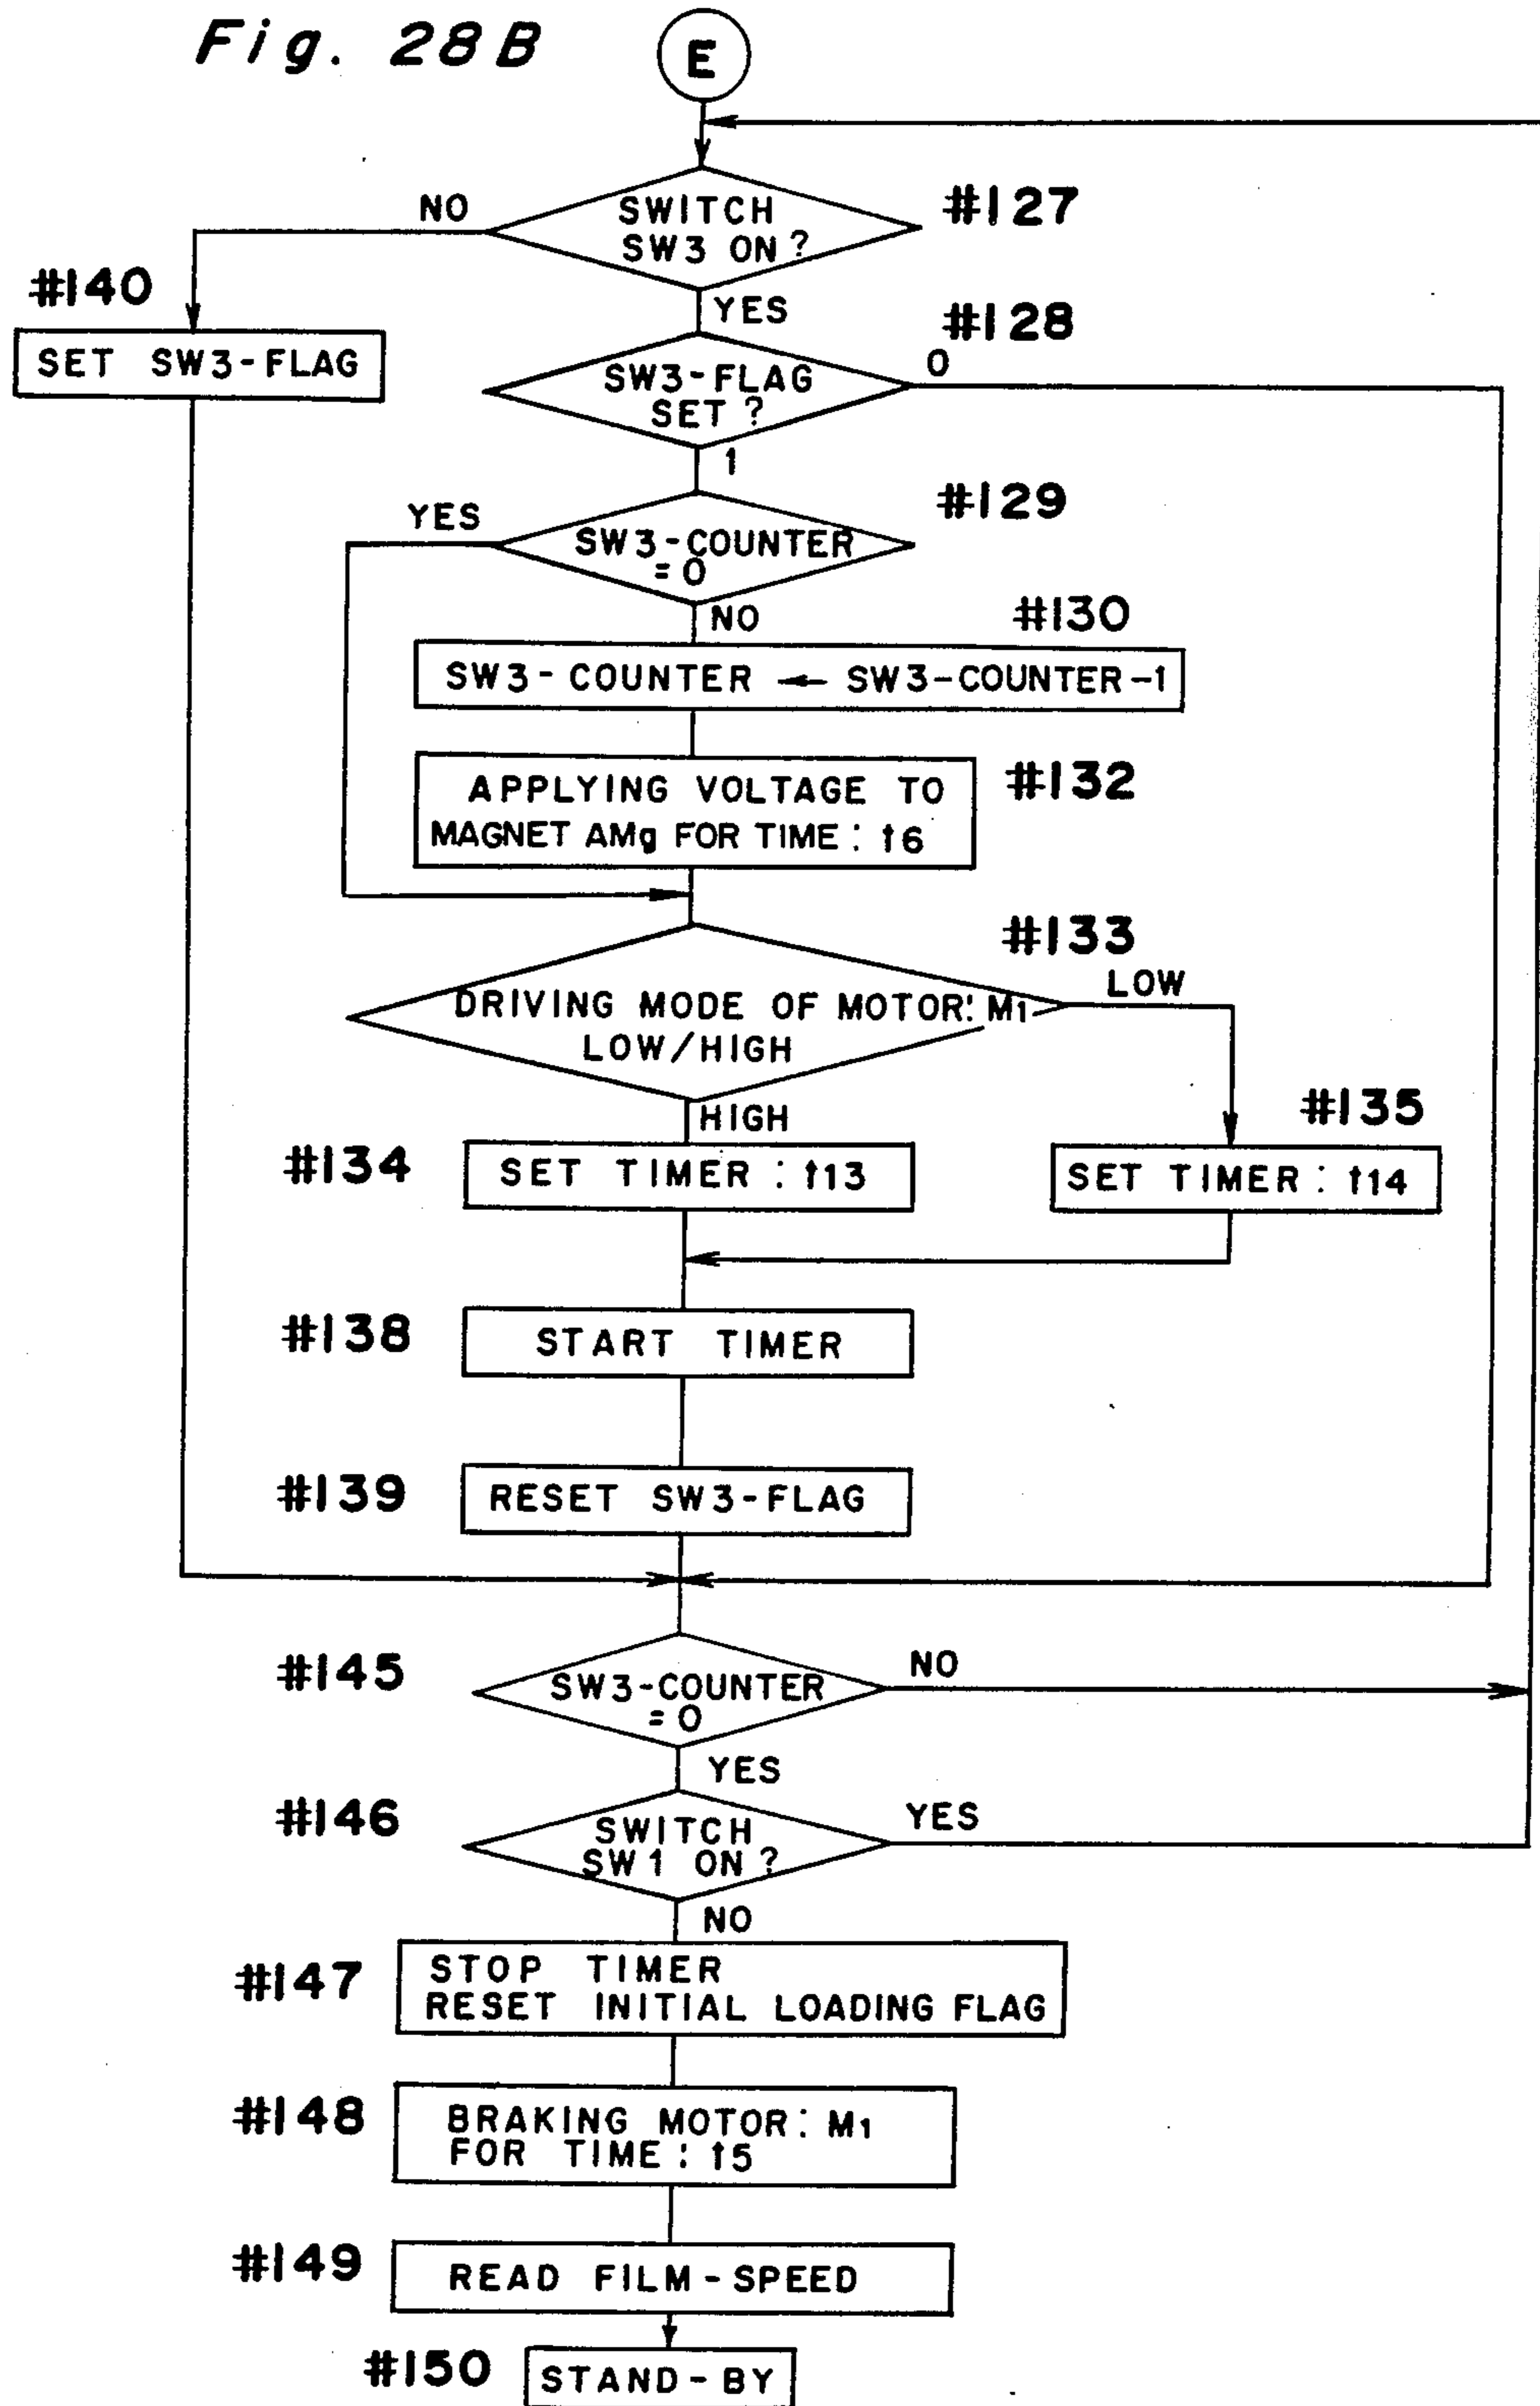 Fig. 28B
E
NO
SWITCH
SW3 ON?
#127
#140
YES
SET SW3-FLAG
#128
SW3-FLAG
SET?
0
1
YES
#129
SW3-COUNTER
=0
NO
#130
SW3-COUNTER ← SW3-COUNTER-1
APPLYING VOLTAGE TO
MAGNET AMg FOR TIME: t6
#132
#133
LOW
DRIVING MODE OF MOTOR: M1
LOW/HIGH
HIGH
#135
#134
SET TIMER: t13
SET TIMER: t14
#138
START TIMER
#139
RESET SW3-FLAG
#145
SW3-COUNTER
=0
NO
YES
#146
SWITCH
SW1 ON?
YES
NO
#147
STOP TIMER
RESET INITIAL LOADING FLAG
#148
BRAKING MOTOR: M1
FOR TIME: t5
#149
READ FILM-SPEED
#150
STAND-BY